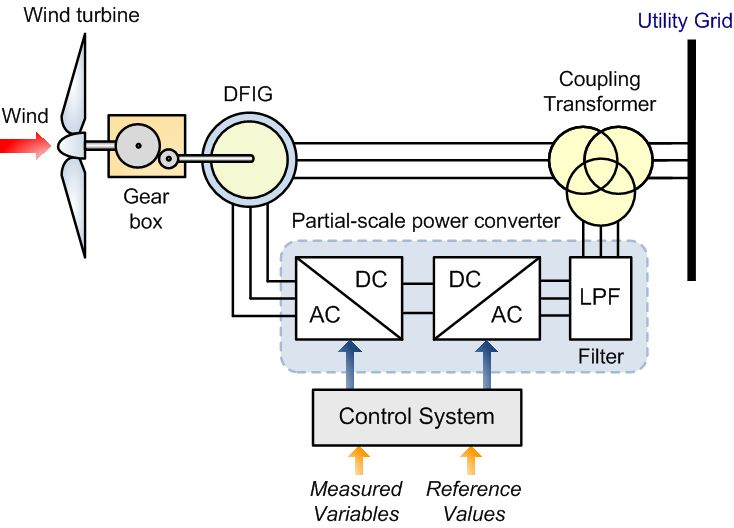 Wind turbine
Utility Grid
Coupling
Transformer
DFIG
Wind
Gear
box
Partial-scale power converter
DC
AC
DC
AC
LPF
Filter
Control System
Measured
Variables
Reference
Values